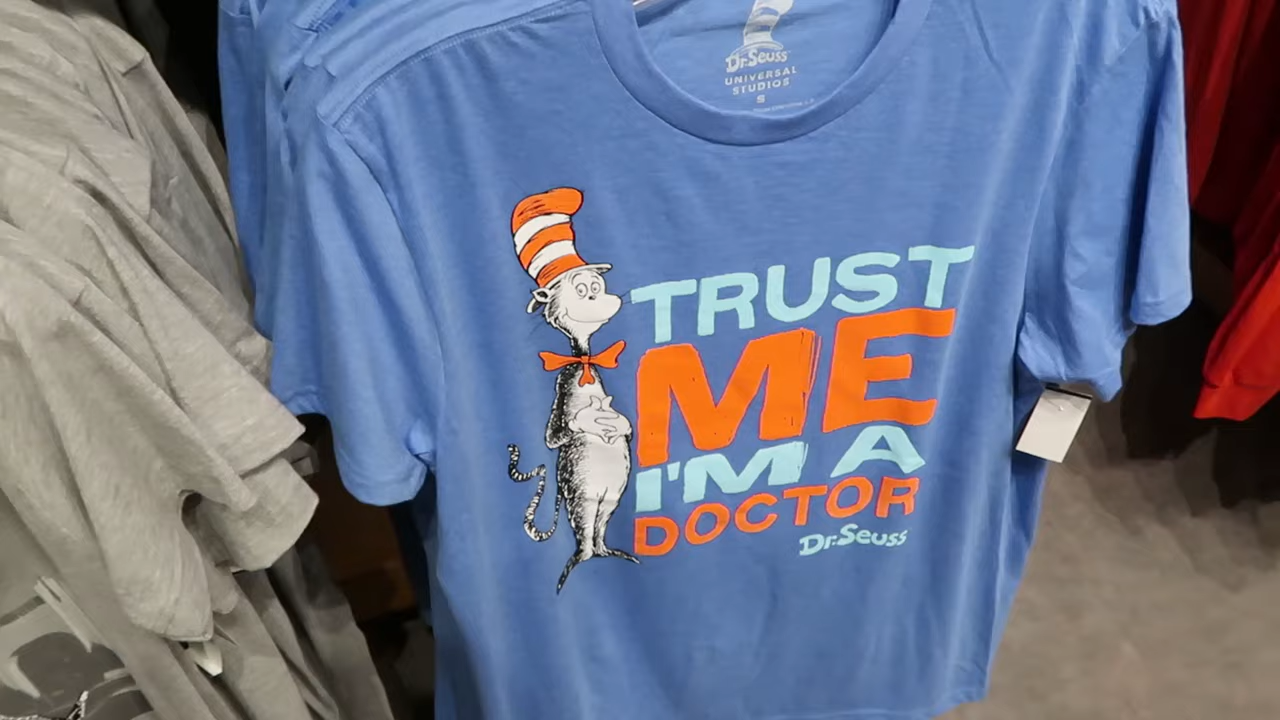 Dr. Seuss
UNIVERSAL
STUDIOS
S
TRUST
ME
I'M A
DOCTOR
Dr. Seuss